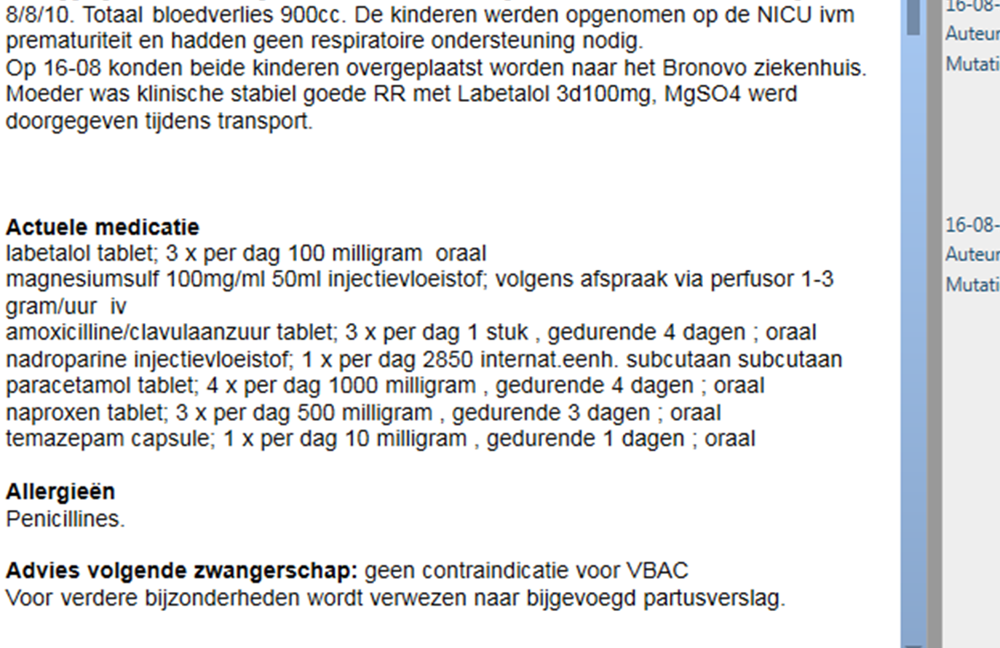 8/8/10. Totaal bloedverlies 900cc. De kinderen werden opgenomen op de NICU ivm
prematuriteit en hadden geen respiratoire ondersteuning nodig.
Op 16-08 konden beide kinderen overgeplaatst worden naar het Bronovo ziekenhuis.
Moeder was klinische stabiel goede RR met Labetalol 3d100mg, MgSO4 werd
doorgegeven tijdens transport.
Actuele medicatie
labetalol tablet; 3 x per dag 100 milligram  oraal
magnesiumsulf 100mg/ml 50ml injectievloeistof; volgens afspraak via perfusor 1-3
gram/uur  iv
amoxicilline/clavulaanzuur tablet; 3 x per dag 1 stuk , gedurende 4 dagen ; oraal
nadroparine injectievloeistof; 1 x per dag 2850 internat.eenh. subcutaan subcutaan
paracetamol tablet; 4 x per dag 1000 milligram , gedurende 4 dagen ; oraal
naproxen tablet; 3 x per dag 500 milligram , gedurende 3 dagen ; oraal
temazepam capsule; 1 x per dag 10 milligram , gedurende 1 dagen ; oraal
Allergieën
Penicillines.
Advies volgende zwangerschap: geen contraindicatie voor VBAC
Voor verdere bijzonderheden wordt verwezen naar bijgevoegd partusverslag.
16-08-
Auteur
Mutati
16-08-
Auteur
Mutati